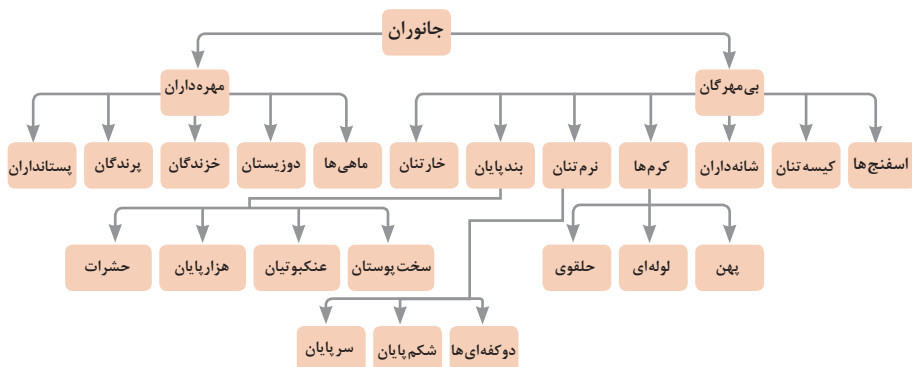 جانوران
بی‌مهرگان
مهره‌داران
اسفنج‌ها
کیسه‌تنان
شانه‌داران
کرم‌ها
نرم‌تنان
بندپایان
خارتنان
ماهی‌ها
دوزیستان
خزندگان
پرندگان
پستانداران
پهن
لوله‌ای
حلقوی
سخت‌پوستان
عنکبوتیان
هزارپایان
حشرات
دوکفه‌ای‌ها
شکم‌پایان
سرپایان